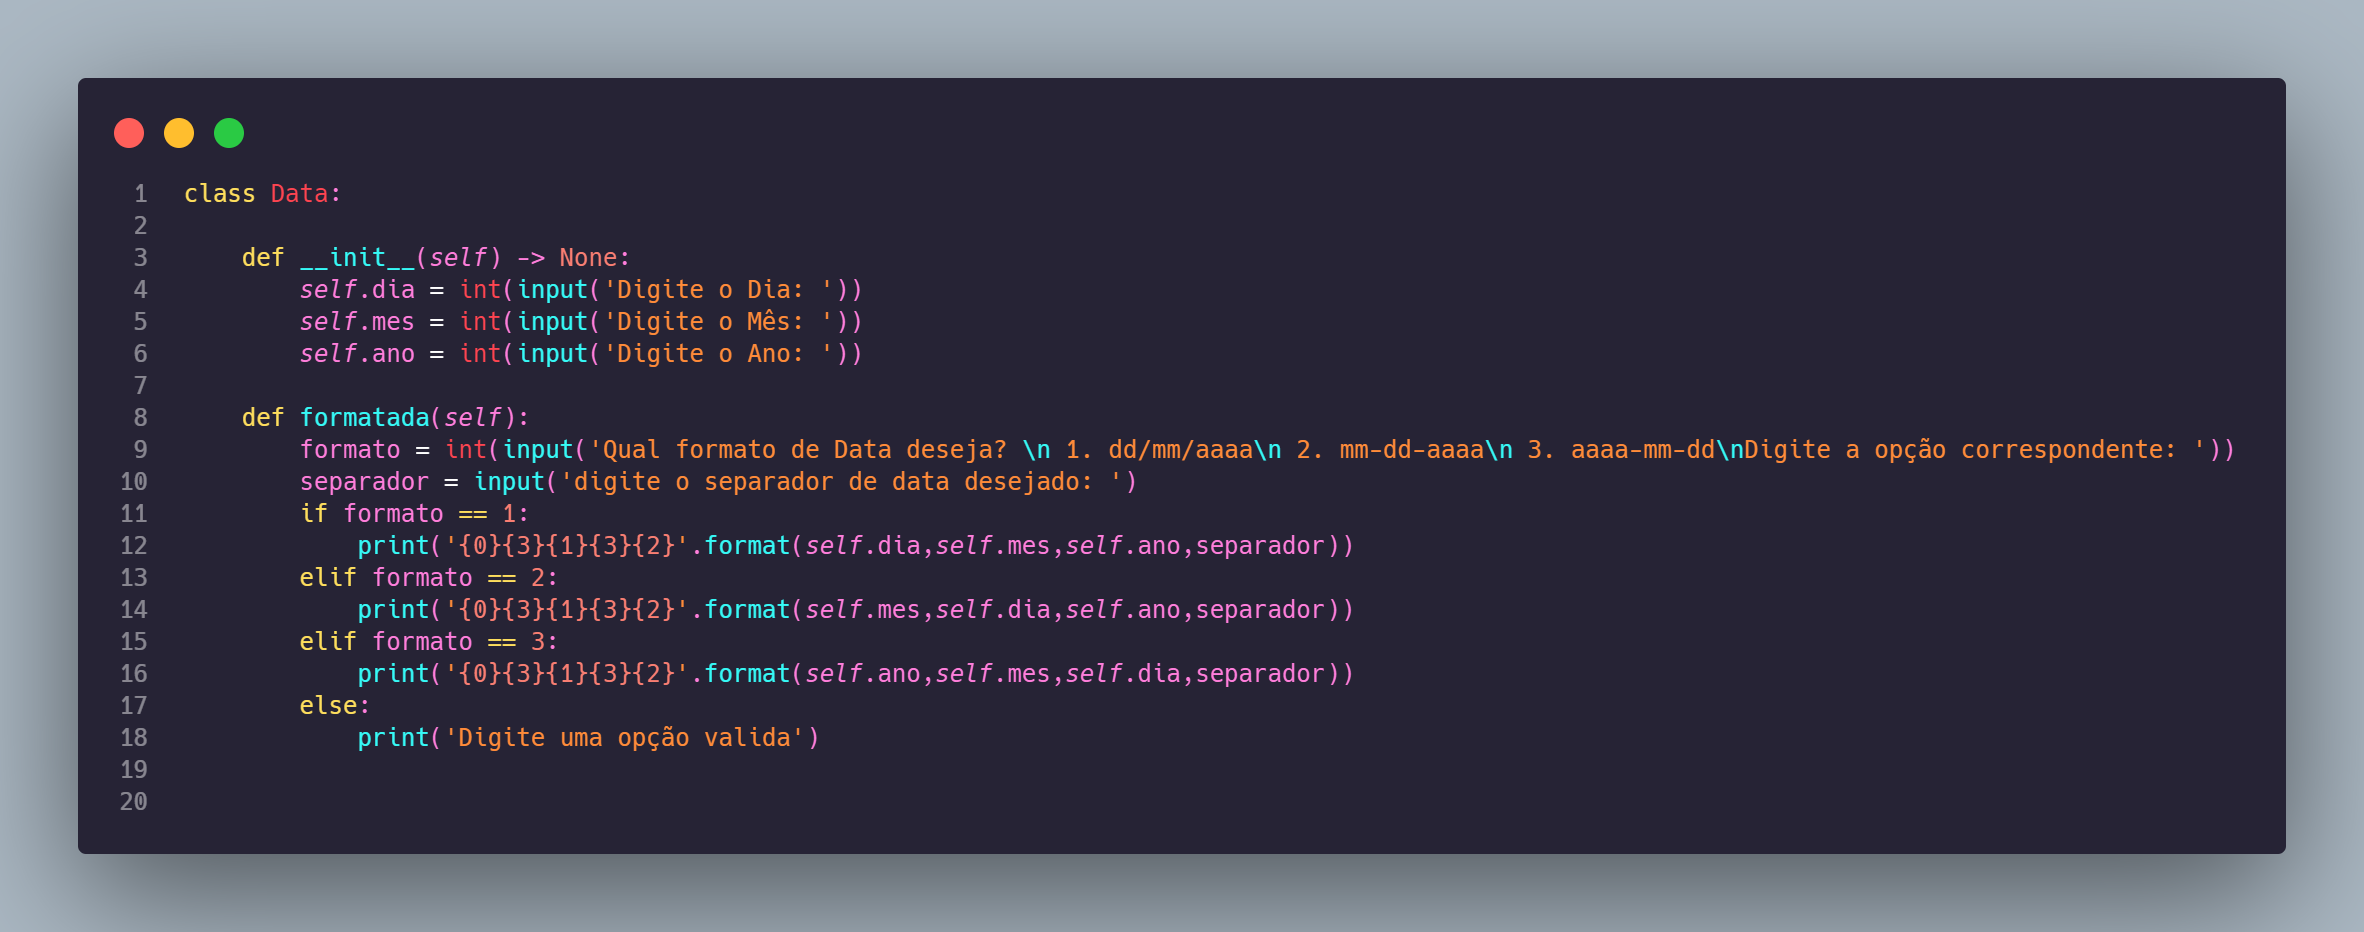 1 class Data:
2
3     def __init__(self) -> None:
4         self.dia = int(input('Digite o Dia: '))
5         self.mes = int(input('Digite o Mês: '))
6         self.ano = int(input('Digite o Ano: '))
7
8     def formatada(self):
9         formato = int(input('Qual formato de Data deseja? \n 1. dd/mm/aaaa\n 2. mm-dd-aaaa\n 3. aaaa-mm-dd\nDigite a opção correspondente: '))
10         separador = input('digite o separador de data desejado: ')
11         if formato == 1:
12             print('{0}{3}{1}{3}{2}'.format(self.dia,self.mes,self.ano,separador))
13         elif formato == 2:
14             print('{0}{3}{1}{3}{2}'.format(self.mes,self.dia,self.ano,separador))
15         elif formato == 3:
16             print('{0}{3}{1}{3}{2}'.format(self.ano,self.mes,self.dia,separador))
17         else:
18             print('Digite uma opção valida')
19
20